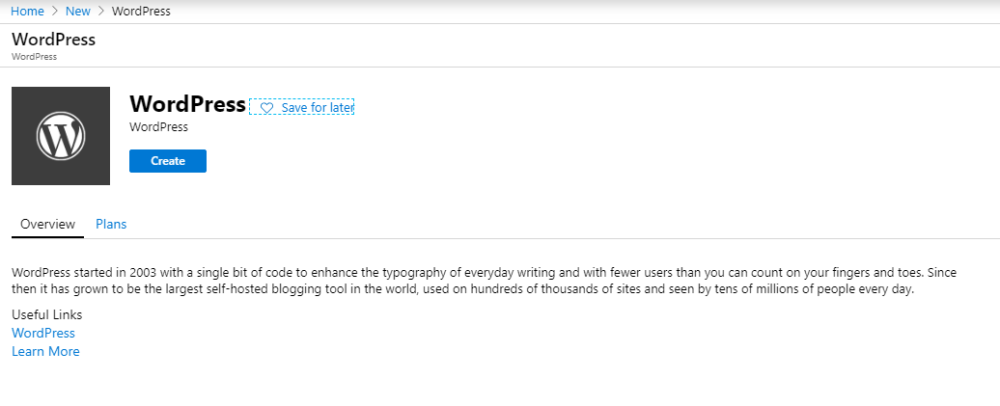 Home > New > WordPress
WordPress
WordPress
WordPress Save for later
WordPress
Create
Overview Plans
WordPress started in 2003 with a single bit of code to enhance the typography of everyday writing and with fewer users than you can count on your fingers and toes. Since
then it has grown to be the largest self-hosted blogging tool in the world, used on hundreds of thousands of sites and seen by tens of millions of people every day.
Useful Links
WordPress
Learn More